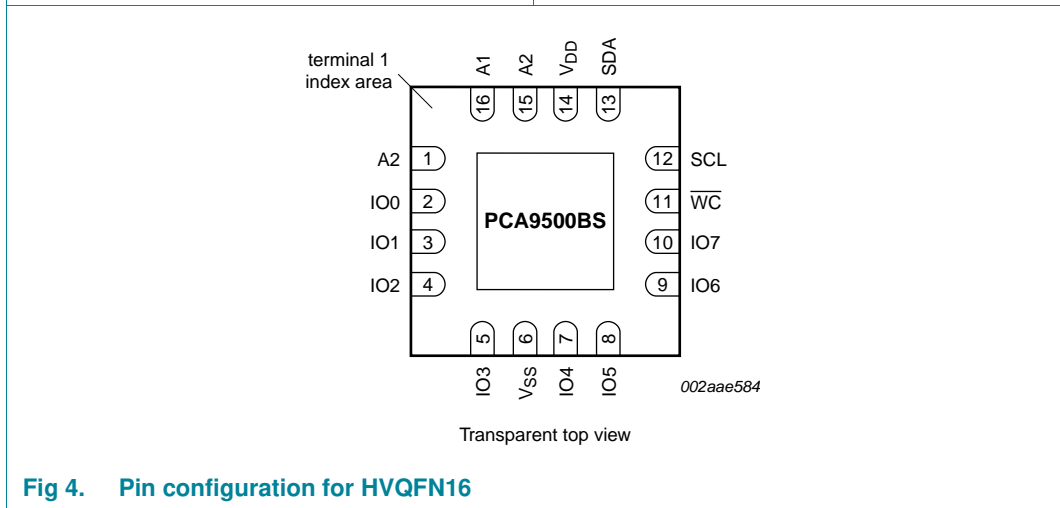 terminal 1
index area
A1
A2
VDD
SDA
16
15
14
13
A2 1
12 SCL
IO0 2
11 WC
IO1 3
PCA9500BS
10 IO7
IO2 4
9 IO6
5
6
7
8
IO3
VSS
IO4
IO5
002aae584
Transparent top view
Fig 4. Pin configuration for HVQFN16